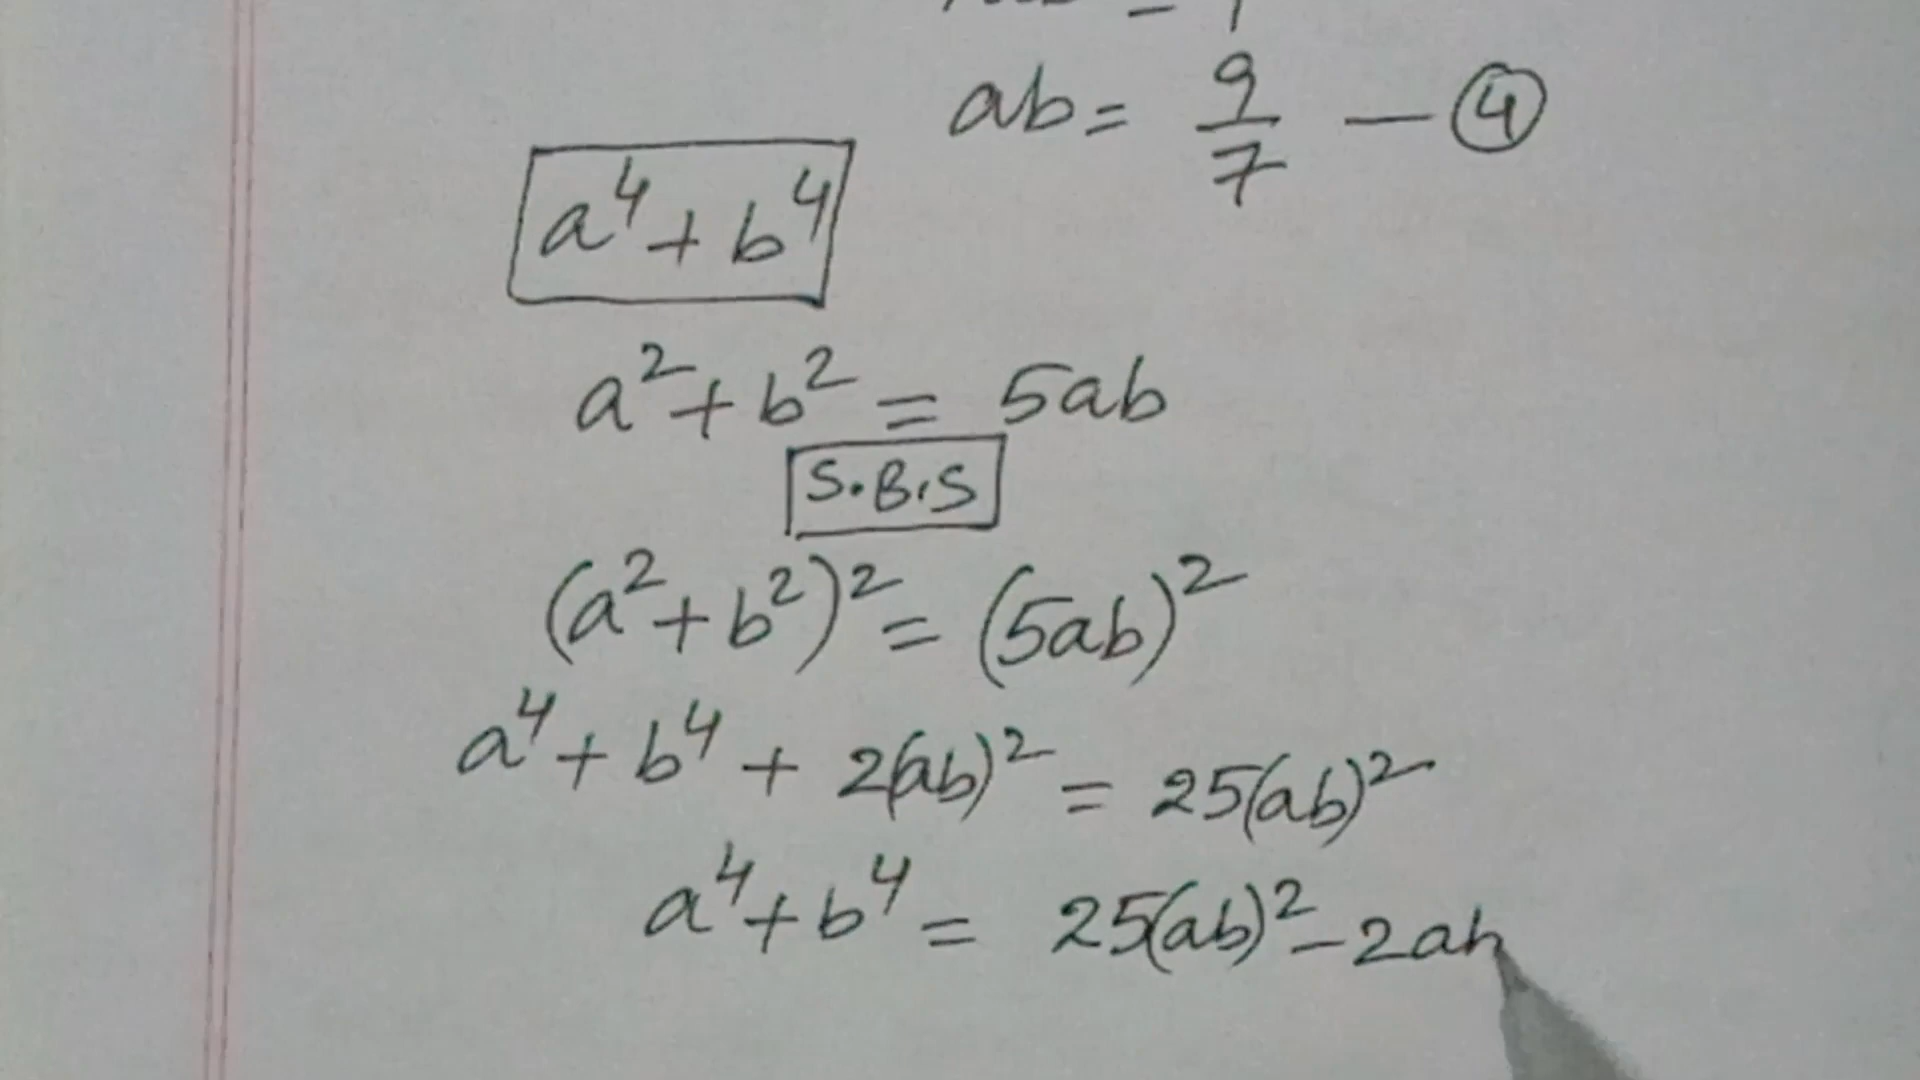 ab = 9/7 — ④
a⁴ + b⁴
a² + b² = 5ab
S.B.S
(a² + b²)² = (5ab)²
a⁴ + b⁴ + 2(ab)² = 25(ab)²
a⁴ + b⁴ = 25(ab)² – 2ab